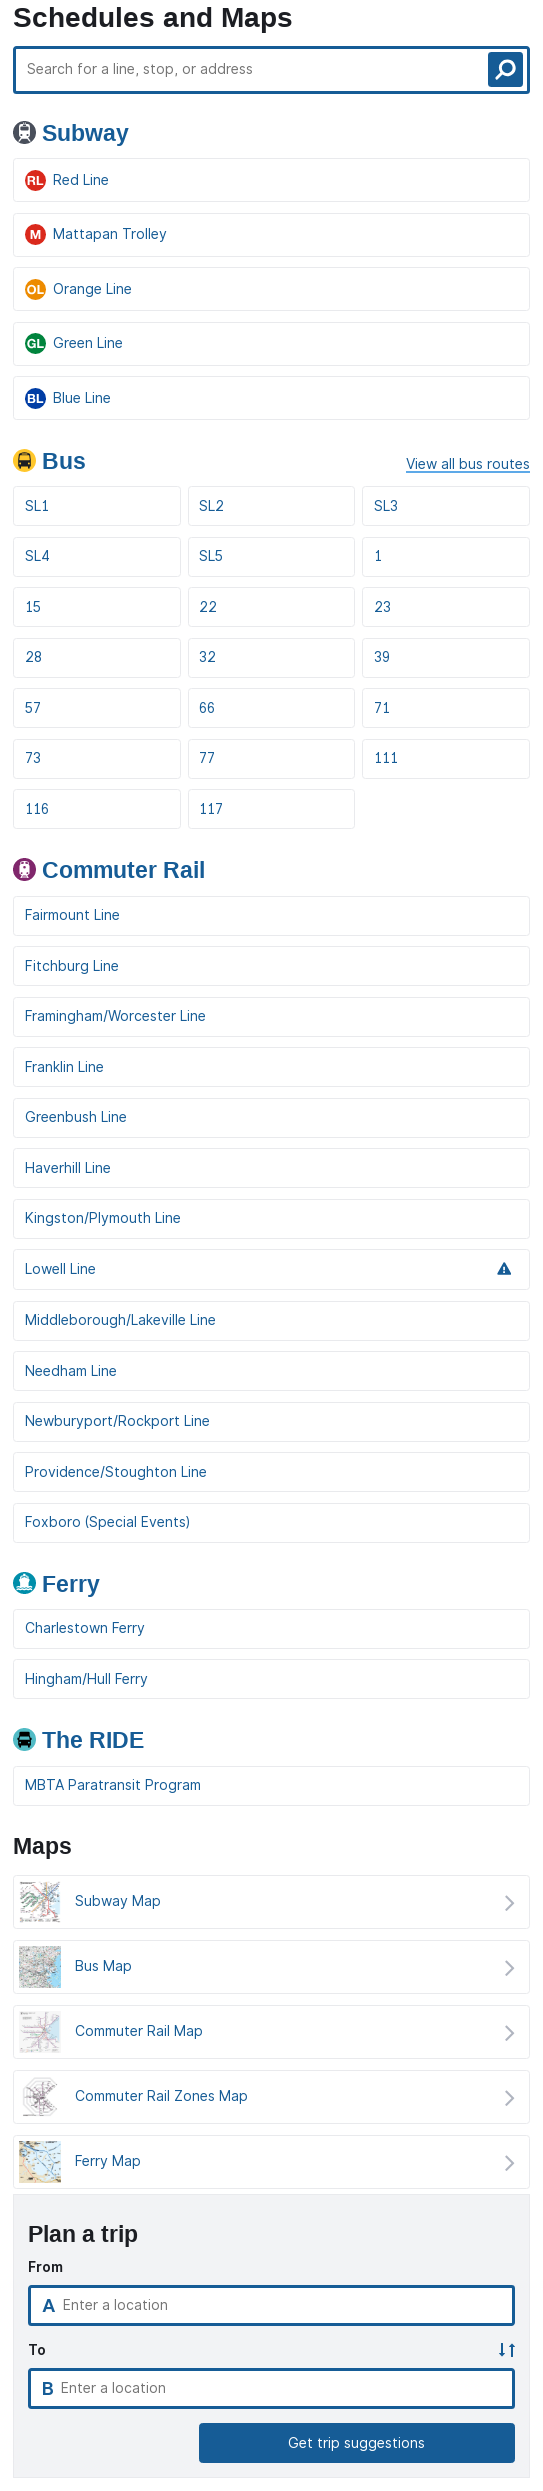 Schedules and Maps
Search for a line, stop, or address
Subway
RL Red Line
M Mattapan Trolley
OL Orange Line
GL Green Line
BL Blue Line
Bus View all bus routes
SL1 SL2 SL3
SL4 SL5 1
15 22 23
28 32 39
57 66 71
73 77 111
116 117
Commuter Rail
Fairmount Line
Fitchburg Line
Framingham/Worcester Line
Franklin Line
Greenbush Line
Haverhill Line
Kingston/Plymouth Line
Lowell Line
Middleborough/Lakeville Line
Needham Line
Newburyport/Rockport Line
Providence/Stoughton Line
Foxboro (Special Events)
Ferry
Charlestown Ferry
Hingham/Hull Ferry
The RIDE
MBTA Paratransit Program
Maps
Subway Map
Bus Map
Commuter Rail Map
Commuter Rail Zones Map
Ferry Map
Plan a trip
From
A Enter a location
To
B Enter a location
Get trip suggestions